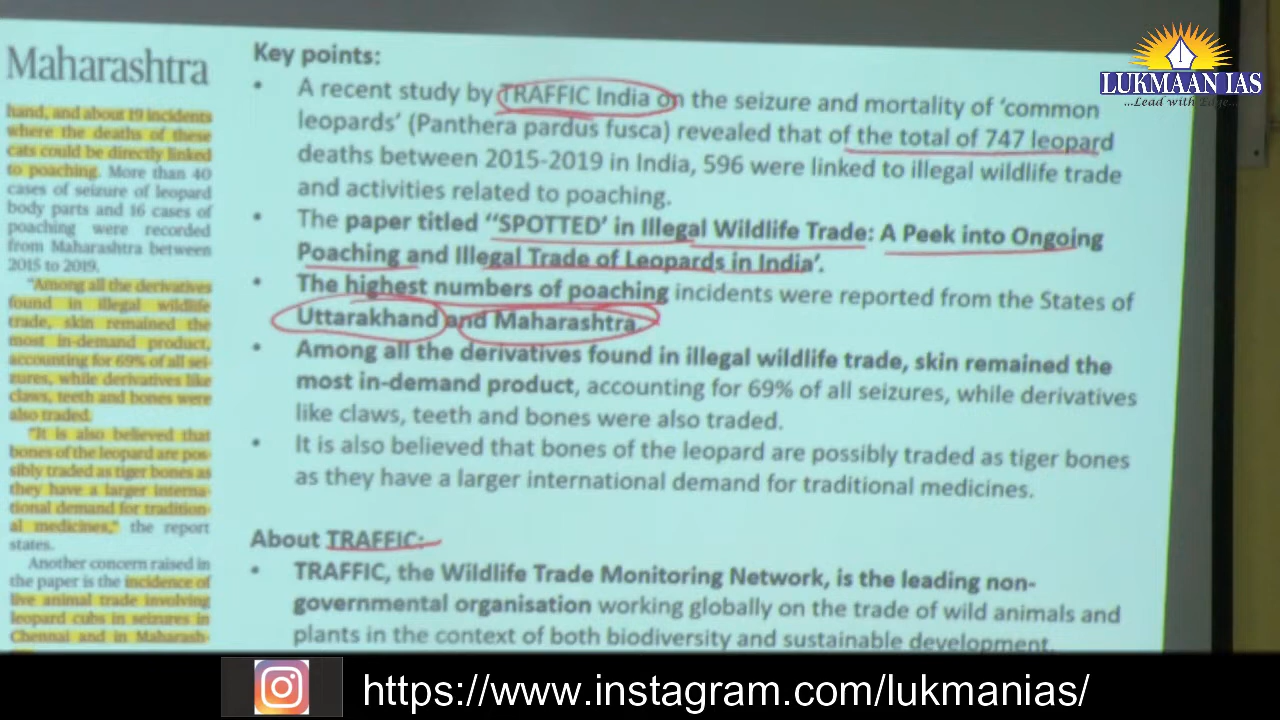 Maharashtra
hand, and about 19 incidents
where the deaths of these
cats could be directly linked
to poaching. More than 40
cases of seizure of leopard
body parts and 16 cases of
poaching were recorded
from Maharashtra between
2015 to 2019.
"Among all the derivatives
found in illegal wildlife
trade, skin remained the
most in-demand product,
accounting for 69% of all sei-
zures, while derivatives like
claws, teeth and bones were
also traded.
"It is also believed that
bones of the leopard are pos-
sibly traded as tiger bones as
they have a larger interna-
tional demand for tradition-
al medicines," the report
states.
Another concern raised in
the paper is the incidence of
live animal trade involving
leopard cubs in seizures in
Chennai and in Maharash-
Key points:
• A recent study by TRAFFIC India on the seizure and mortality of 'common
leopards' (Panthera pardus fusca) revealed that of the total of 747 leopard
deaths between 2015-2019 in India, 596 were linked to illegal wildlife trade
and activities related to poaching.
• The paper titled "SPOTTED' in Illegal Wildlife Trade: A Peek into Ongoing
Poaching and Illegal Trade of Leopards in India'.
• The highest numbers of poaching incidents were reported from the States of
Uttarakhand and Maharashtra.
• Among all the derivatives found in illegal wildlife trade, skin remained the
most in-demand product, accounting for 69% of all seizures, while derivatives
like claws, teeth and bones were also traded.
• It is also believed that bones of the leopard are possibly traded as tiger bones
as they have a larger international demand for traditional medicines.
About TRAFFIC:
• TRAFFIC, the Wildlife Trade Monitoring Network, is the leading non-
governmental organisation working globally on the trade of wild animals and
plants in the context of both biodiversity and sustainable development.
LUKMAAN IAS
...Lead with Edge...
https://www.instagram.com/lukmanias/